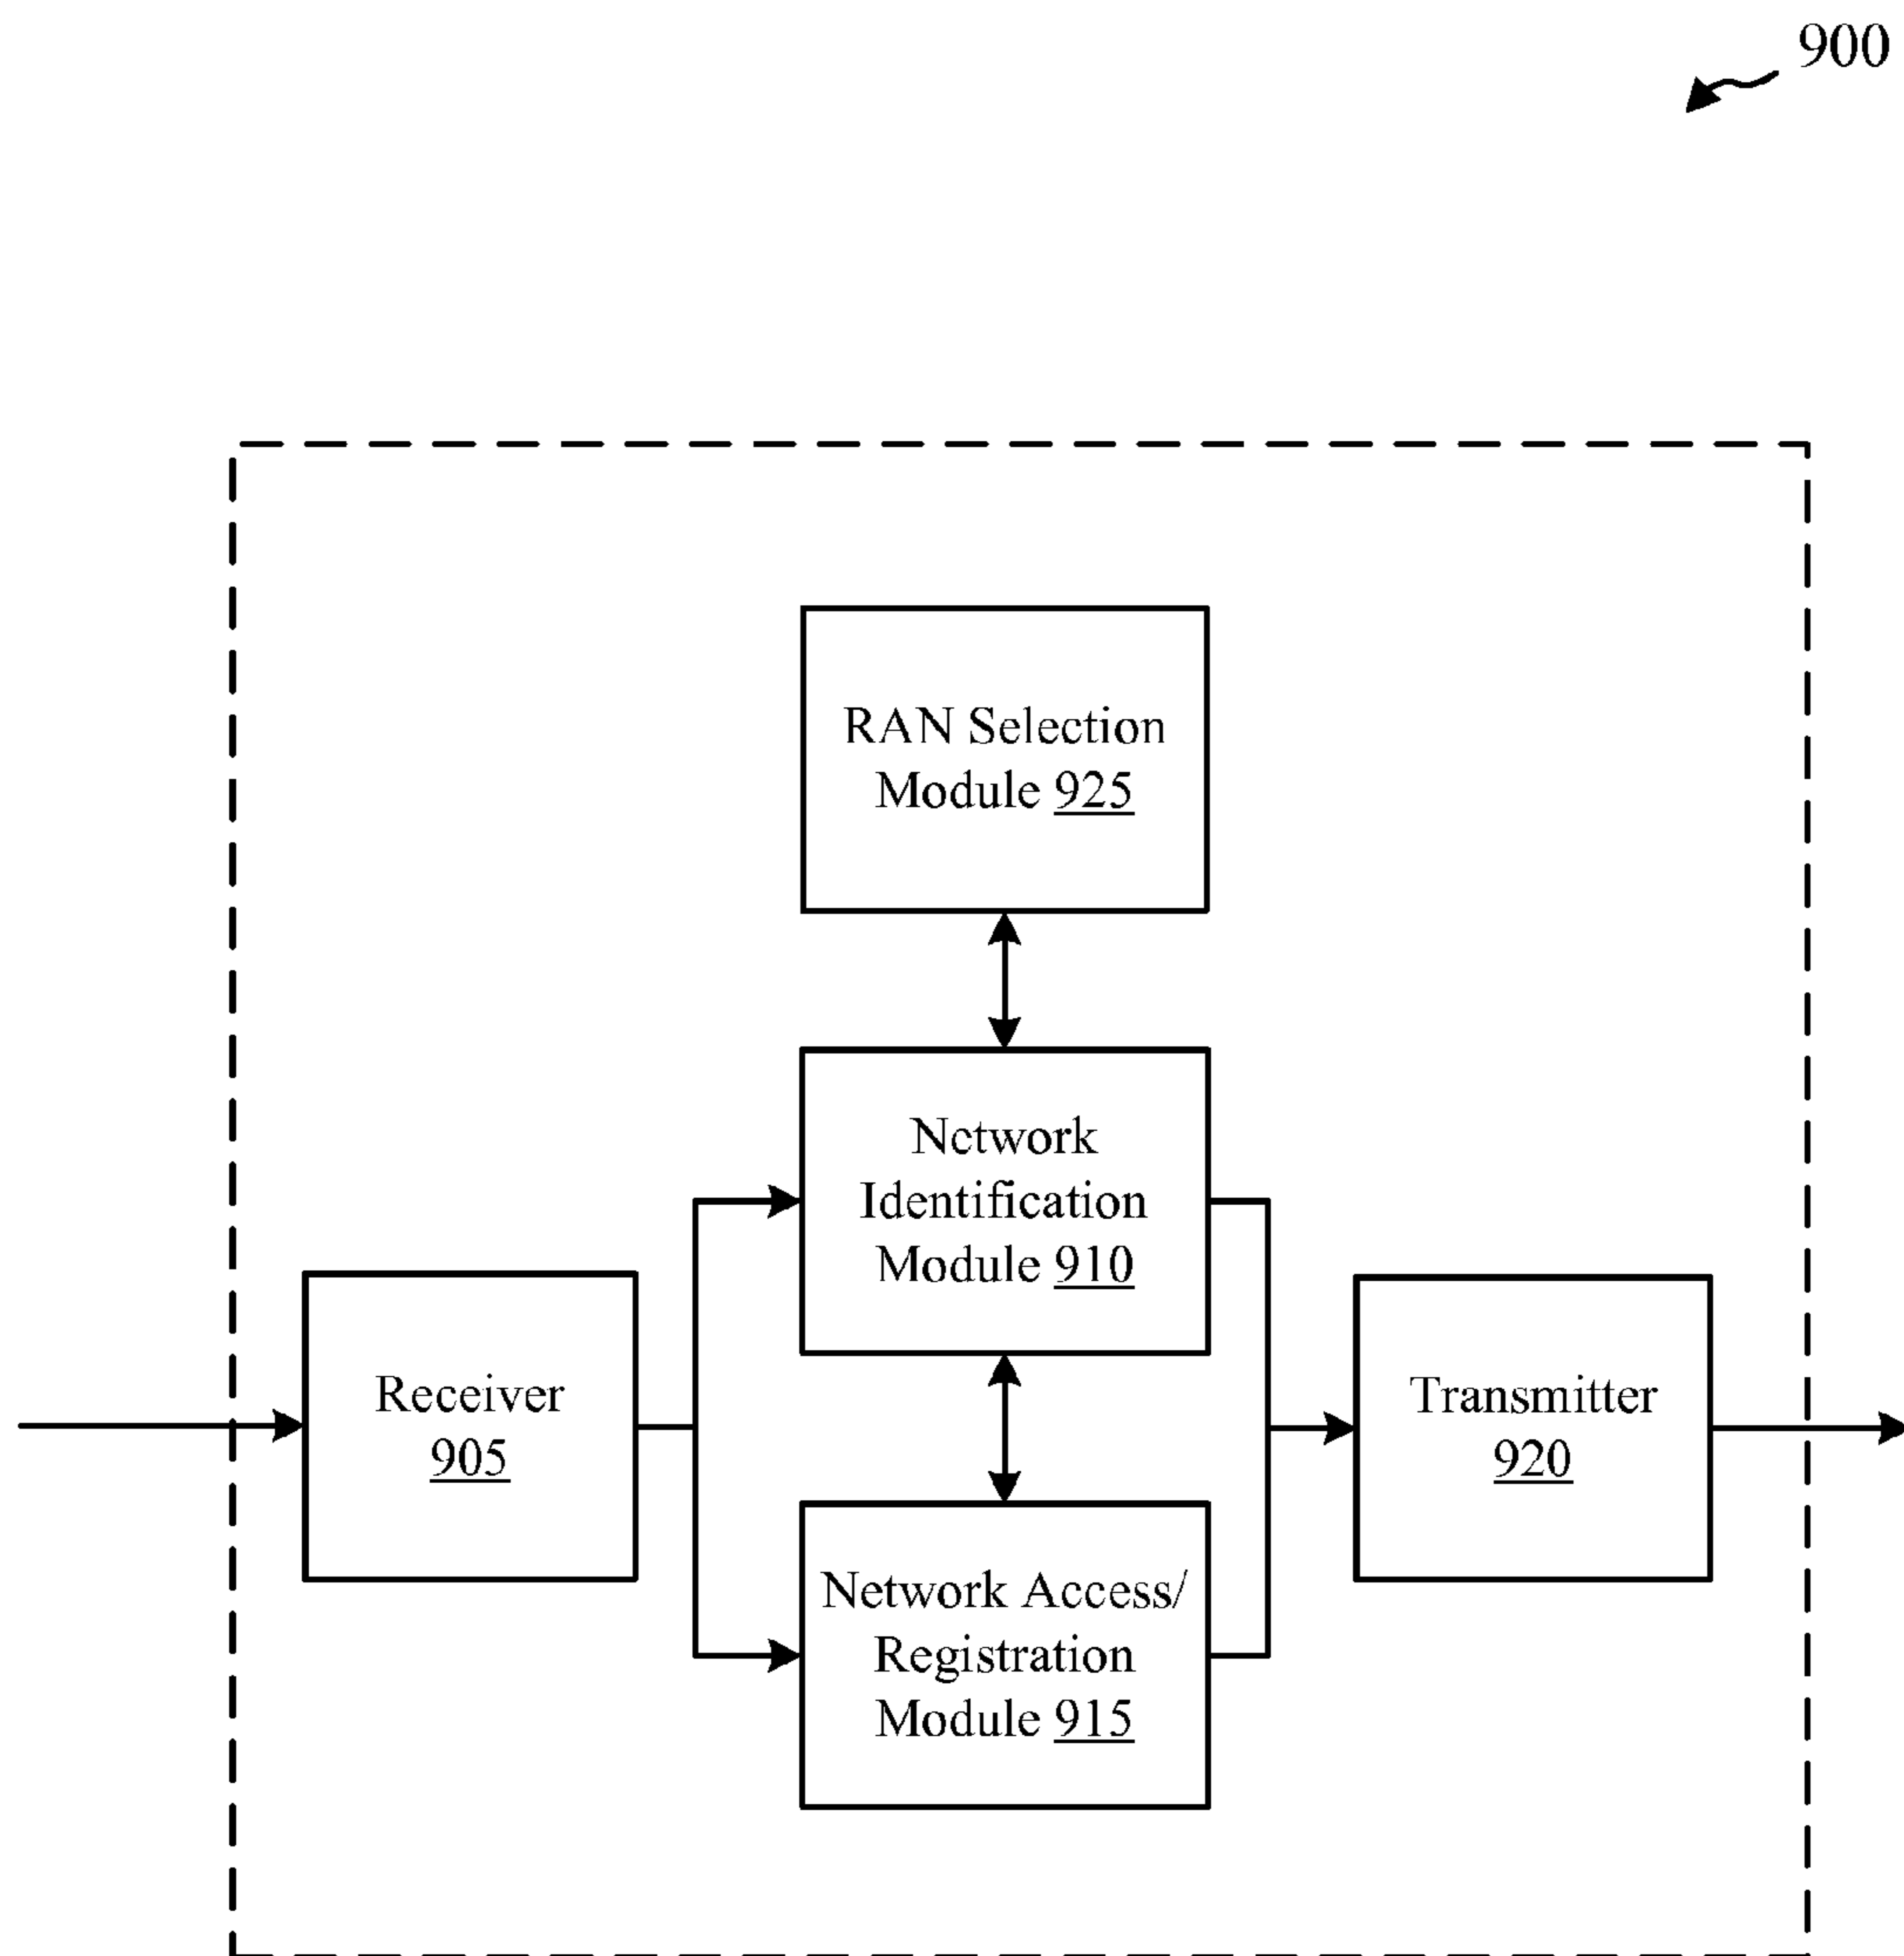 900
RAN Selection
Module 925
Network
Identification
Module 910
Receiver
905
Transmitter
920
Network Access/
Registration
Module 915